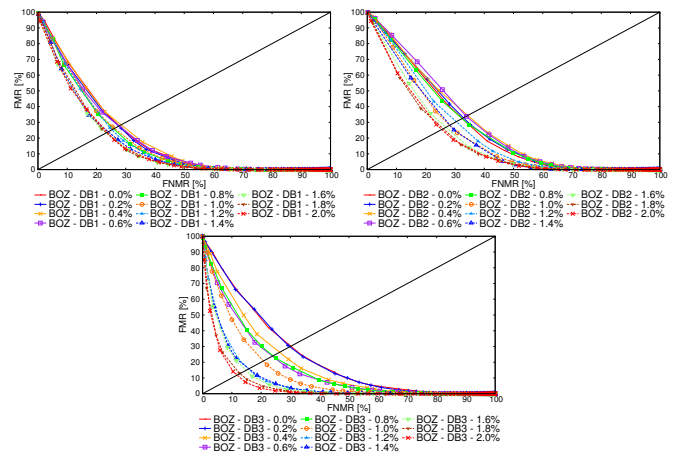 100
90
80
70
60
50
40
30
20
10
0
FMR [%]
0 10 20 30 40 50 60 70 80 90 100
FNMR [%]
BOZ - DB1 - 0.0% BOZ - DB1 - 0.8% BOZ - DB1 - 1.6%
BOZ - DB1 - 0.2% BOZ - DB1 - 1.0% BOZ - DB1 - 1.8%
BOZ - DB1 - 0.4% BOZ - DB1 - 1.2% BOZ - DB1 - 2.0%
BOZ - DB1 - 0.6% BOZ - DB1 - 1.4%
100
90
80
70
60
50
40
30
20
10
0
FMR [%]
0 10 20 30 40 50 60 70 80 90 100
FNMR [%]
BOZ - DB2 - 0.0% BOZ - DB2 - 0.8% BOZ - DB2 - 1.6%
BOZ - DB2 - 0.2% BOZ - DB2 - 1.0% BOZ - DB2 - 1.8%
BOZ - DB2 - 0.4% BOZ - DB2 - 1.2% BOZ - DB2 - 2.0%
BOZ - DB2 - 0.6% BOZ - DB2 - 1.4%
100
90
80
70
60
50
40
30
20
10
0
FMR [%]
0 10 20 30 40 50 60 70 80 90 100
FNMR [%]
BOZ - DB3 - 0.0% BOZ - DB3 - 0.8% BOZ - DB3 - 1.6%
BOZ - DB3 - 0.2% BOZ - DB3 - 1.0% BOZ - DB3 - 1.8%
BOZ - DB3 - 0.4% BOZ - DB3 - 1.2% BOZ - DB3 - 2.0%
BOZ - DB3 - 0.6% BOZ - DB3 - 1.4%